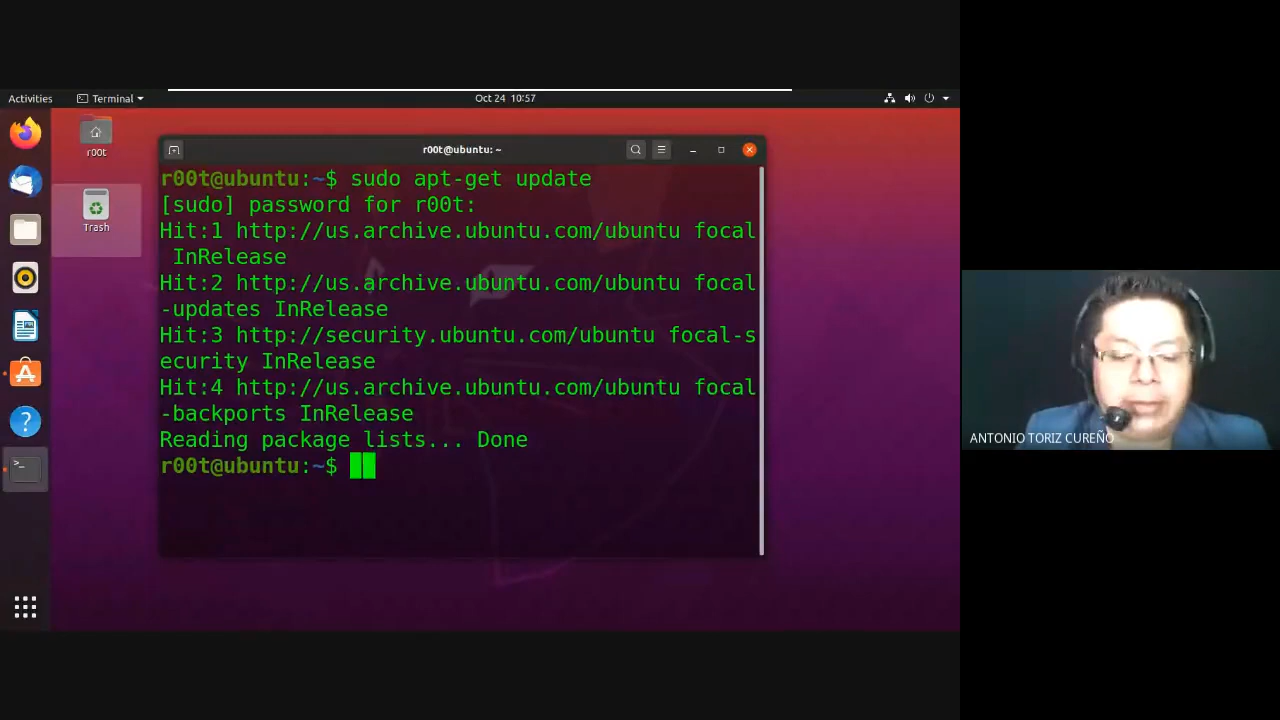 Activities
Terminal
Oct 24 10:57
r00t
Trash
r00t@ubuntu: ~
r00t@ubuntu:~$ sudo apt-get update
[sudo] password for r00t:
Hit:1 http://us.archive.ubuntu.com/ubuntu focal
 InRelease
Hit:2 http://us.archive.ubuntu.com/ubuntu focal
-updates InRelease
Hit:3 http://security.ubuntu.com/ubuntu focal-s
ecurity InRelease
Hit:4 http://us.archive.ubuntu.com/ubuntu focal
-backports InRelease
Reading package lists... Done
r00t@ubuntu:~$
ANTONIO TORIZ CUREÑO